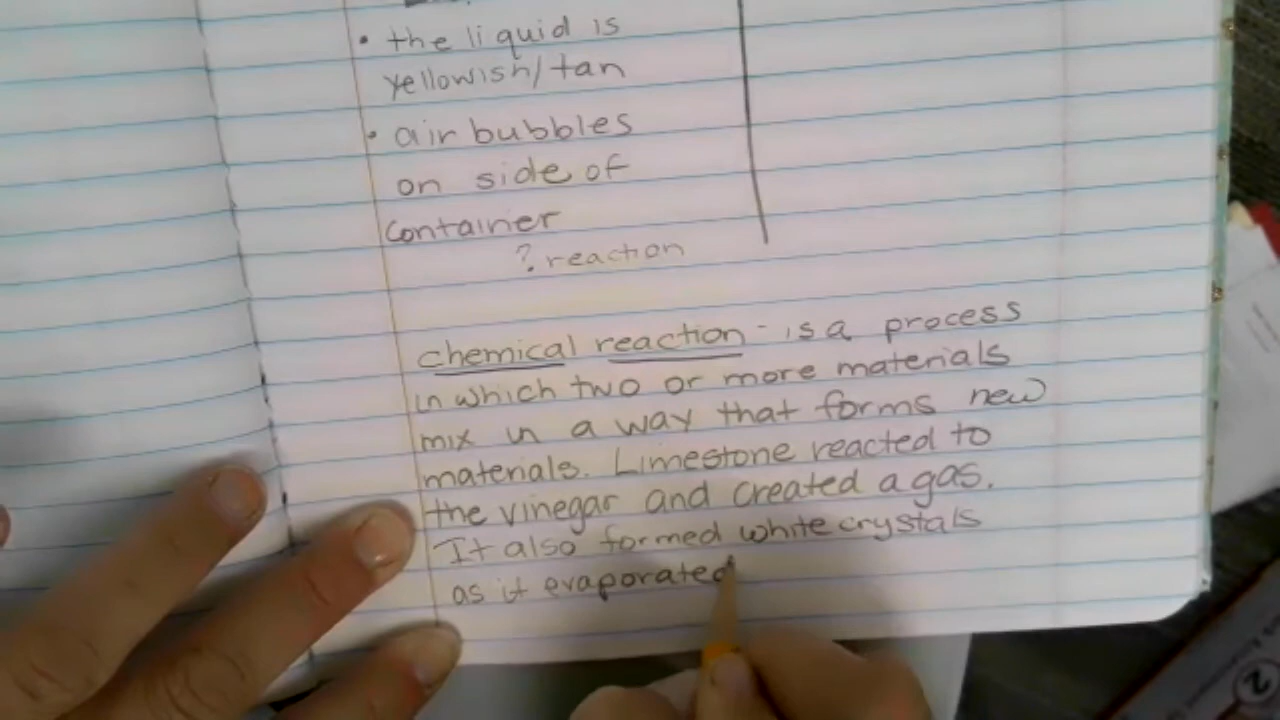 • the liquid is
yellowish/tan
• air bubbles
on side of
container
? reaction
chemical reaction - is a process
in which two or more materials
mix in a way that forms new
materials. Limestone reacted to
the vinegar and created a gas.
It also formed white crystals
as it evaporated
2